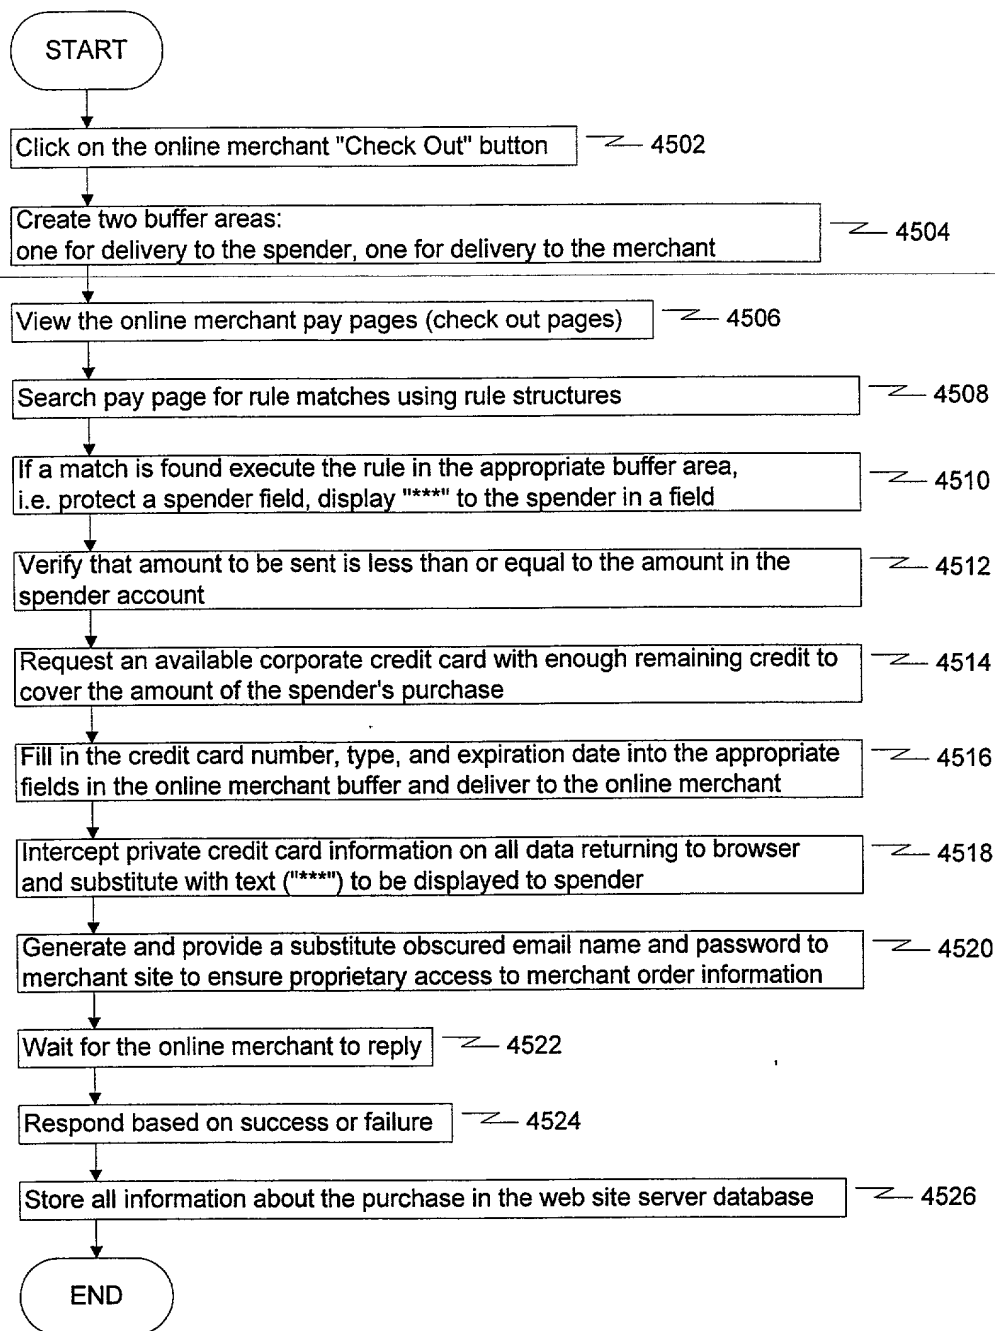 START
Click on the online merchant "Check Out" button
4502
Create two buffer areas:
one for delivery to the spender, one for delivery to the merchant
4504
View the online merchant pay pages (check out pages)
4506
Search pay page for rule matches using rule structures
4508
If a match is found execute the rule in the appropriate buffer area,
i.e. protect a spender field, display "***" to the spender in a field
4510
Verify that amount to be sent is less than or equal to the amount in the
spender account
4512
Request an available corporate credit card with enough remaining credit to
cover the amount of the spender's purchase
4514
Fill in the credit card number, type, and expiration date into the appropriate
fields in the online merchant buffer and deliver to the online merchant
4516
Intercept private credit card information on all data returning to browser
and substitute with text ("***") to be displayed to spender
4518
Generate and provide a substitute obscured email name and password to
merchant site to ensure proprietary access to merchant order information
4520
Wait for the online merchant to reply
4522
Respond based on success or failure
4524
Store all information about the purchase in the web site server database
4526
END